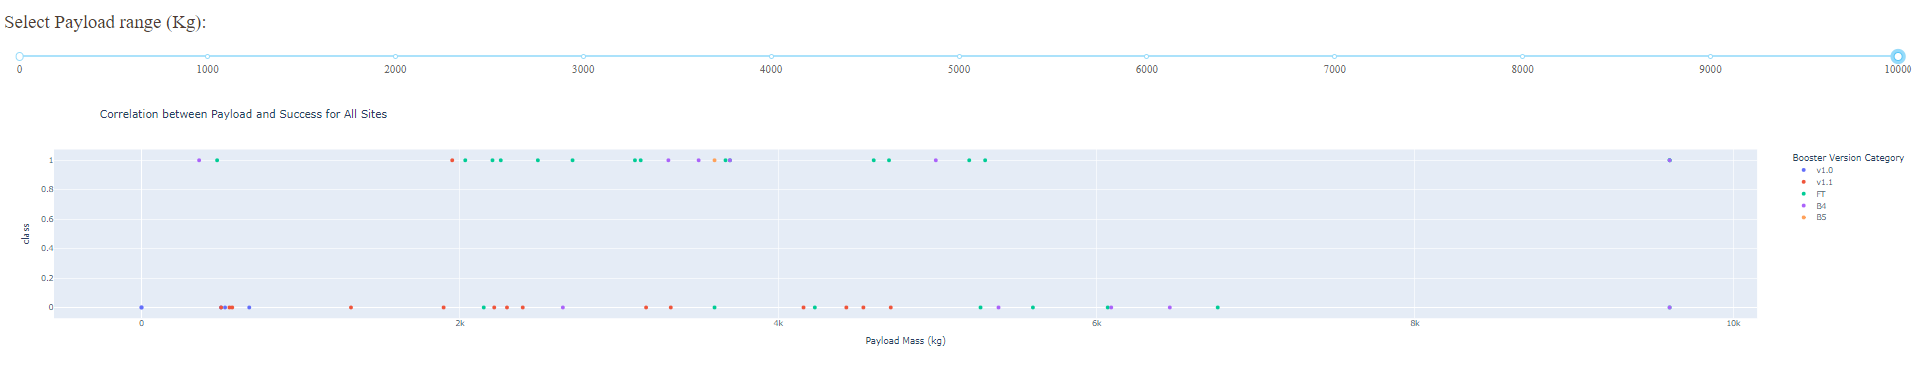 Select Payload range (Kg):
0 1000 2000 3000 4000 5000 6000 7000 8000 9000 10000
Correlation between Payload and Success for All Sites
Booster Version Category
v1.0
v1.1
FT
B4
B5
1
0.8
0.6
0.4
0.2
0
class
0 2k 4k 6k 8k 10k
Payload Mass (kg)